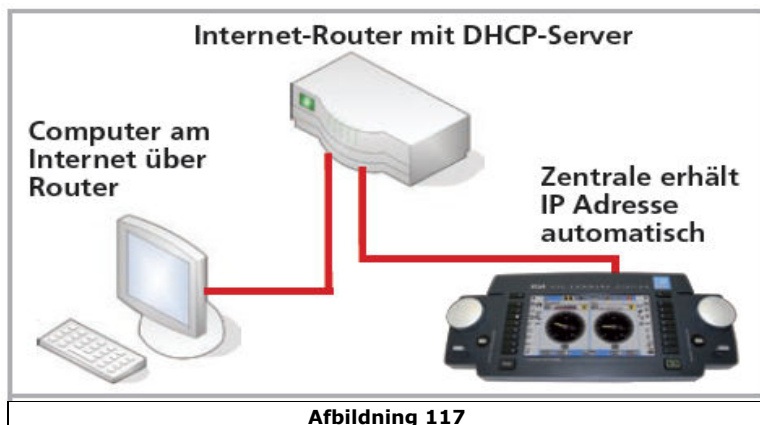 Internet-Router mit DHCP-Server
Computer am
Internet über
Router
Zentrale erhält
IP Adresse
automatisch
Afbildning 117